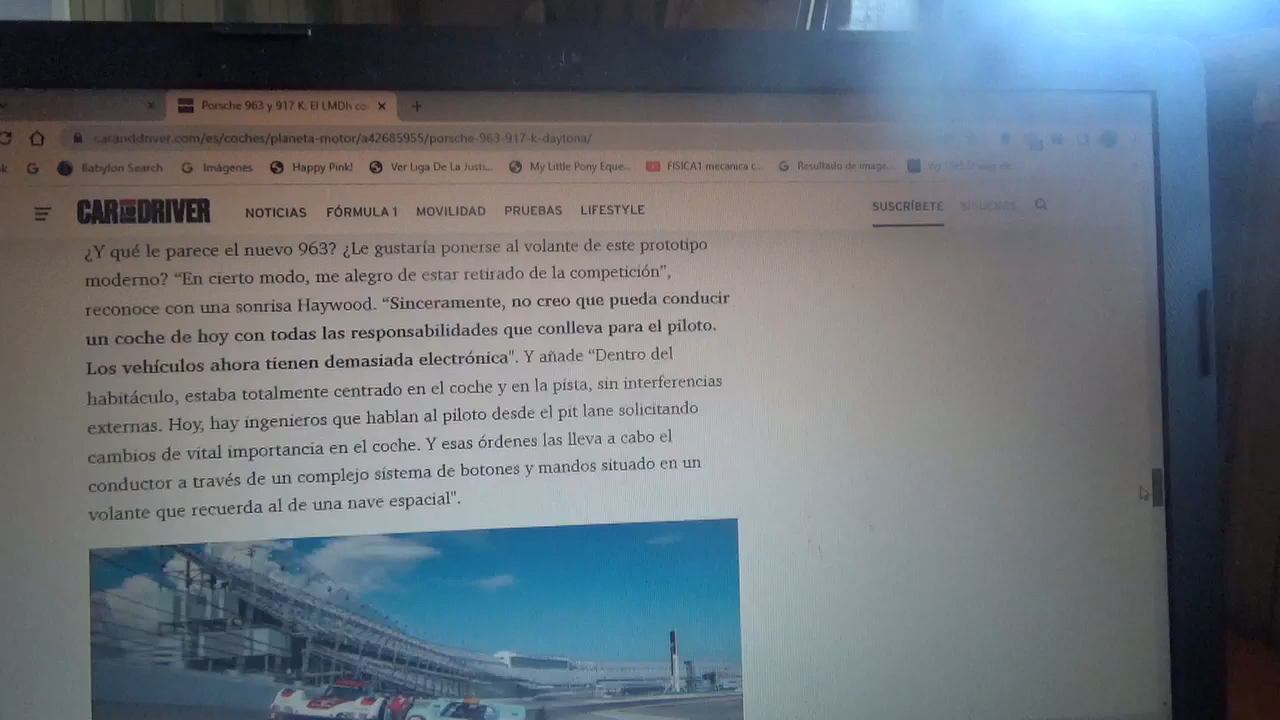 Porsche 963 y 917 K. El LMDh co
caranddriver.com/es/coches/planeta-motor/a42685955/porsche-963-917-k-daytona/
Babylon Search
Imágenes
Happy Pink!
Ver Liga De La Justi...
My Little Pony Eque...
FISICA1 mecanica c...
Resultado de image...
CAR AND DRIVER
NOTICIAS
FÓRMULA 1
MOVILIDAD
PRUEBAS
LIFESTYLE
SUSCRÍBETE
SÍGUENOS
¿Y qué le parece el nuevo 963? ¿Le gustaría ponerse al volante de este prototipo
moderno? “En cierto modo, me alegro de estar retirado de la competición”,
reconoce con una sonrisa Haywood. “Sinceramente, no creo que pueda conducir
un coche de hoy con todas las responsabilidades que conlleva para el piloto.
Los vehículos ahora tienen demasiada electrónica". Y añade “Dentro del
habitáculo, estaba totalmente centrado en el coche y en la pista, sin interferencias
externas. Hoy, hay ingenieros que hablan al piloto desde el pit lane solicitando
cambios de vital importancia en el coche. Y esas órdenes las lleva a cabo el
conductor a través de un complejo sistema de botones y mandos situado en un
volante que recuerda al de una nave espacial".